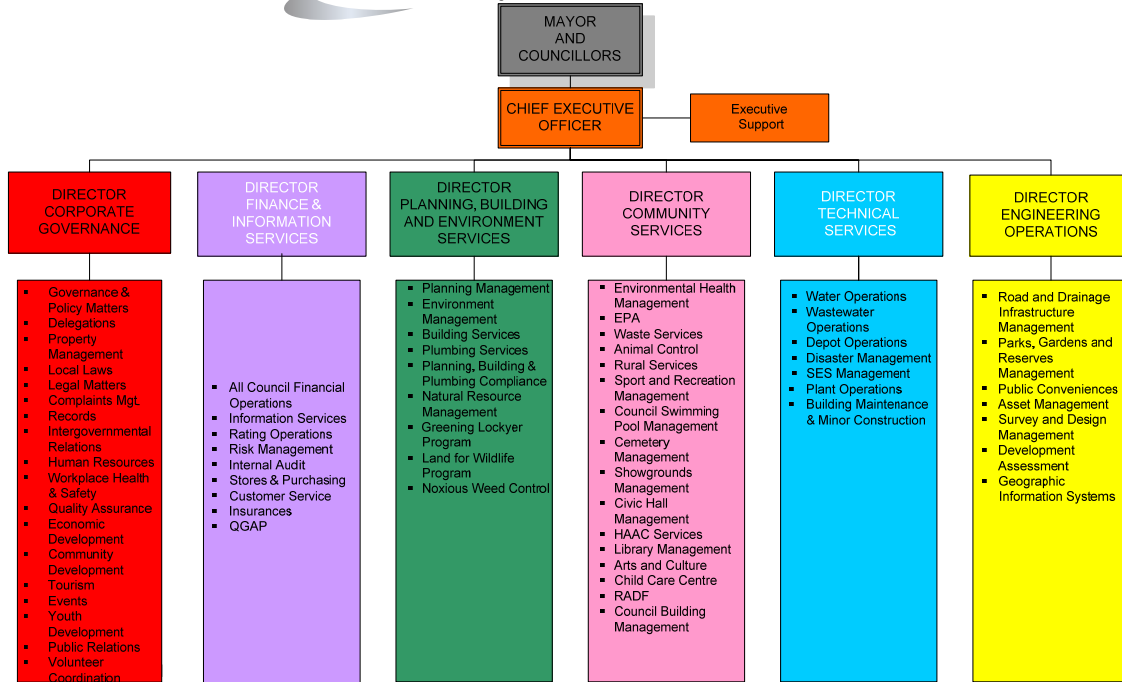 MAYOR
AND
COUNCILLORS
CHIEF EXECUTIVE
OFFICER
Executive
Support
DIRECTOR
CORPORATE
GOVERNANCE
DIRECTOR
FINANCE &
INFORMATION
SERVICES
DIRECTOR
PLANNING, BUILDING
AND ENVIRONMENT
SERVICES
DIRECTOR
COMMUNITY
SERVICES
DIRECTOR
TECHNICAL
SERVICES
DIRECTOR
ENGINEERING
OPERATIONS
▪ Governance &
Policy Matters
▪ Delegations
▪ Property
Management
▪ Local Laws
▪ Legal Matters
▪ Complaints Mgt.
▪ Records
▪ Intergovernmental
Relations
▪ Human Resources
▪ Workplace Health
& Safety
▪ Quality Assurance
▪ Economic
Development
▪ Community
Development
▪ Tourism
▪ Events
▪ Youth
Development
▪ Public Relations
▪ Volunteer
Coordination
▪ All Council Financial
Operations
▪ Information Services
▪ Rating Operations
▪ Risk Management
▪ Internal Audit
▪ Stores & Purchasing
▪ Customer Service
▪ Insurances
▪ QGAP
▪ Planning Management
▪ Environment
Management
▪ Building Services
▪ Plumbing Services
▪ Planning, Building &
Plumbing Compliance
▪ Natural Resource
Management
▪ Greening Lockyer
Program
▪ Land for Wildlife
Program
▪ Noxious Weed Control
▪ Environmental Health
Management
▪ EPA
▪ Waste Services
▪ Animal Control
▪ Rural Services
▪ Sport and Recreation
Management
▪ Council Swimming
Pool Management
▪ Cemetery
Management
▪ Showgrounds
Management
▪ Civic Hall
Management
▪ HAAC Services
▪ Library Management
▪ Arts and Culture
▪ Child Care Centre
▪ RADF
▪ Council Building
Management
▪ Water Operations
▪ Wastewater
Operations
▪ Depot Operations
▪ Disaster Management
▪ SES Management
▪ Plant Operations
▪ Building Maintenance
& Minor Construction
▪ Road and Drainage
Infrastructure
Management
▪ Parks, Gardens and
Reserves
Management
▪ Public Conveniences
▪ Asset Management
▪ Survey and Design
Management
▪ Development
Assessment
▪ Geographic
Information Systems